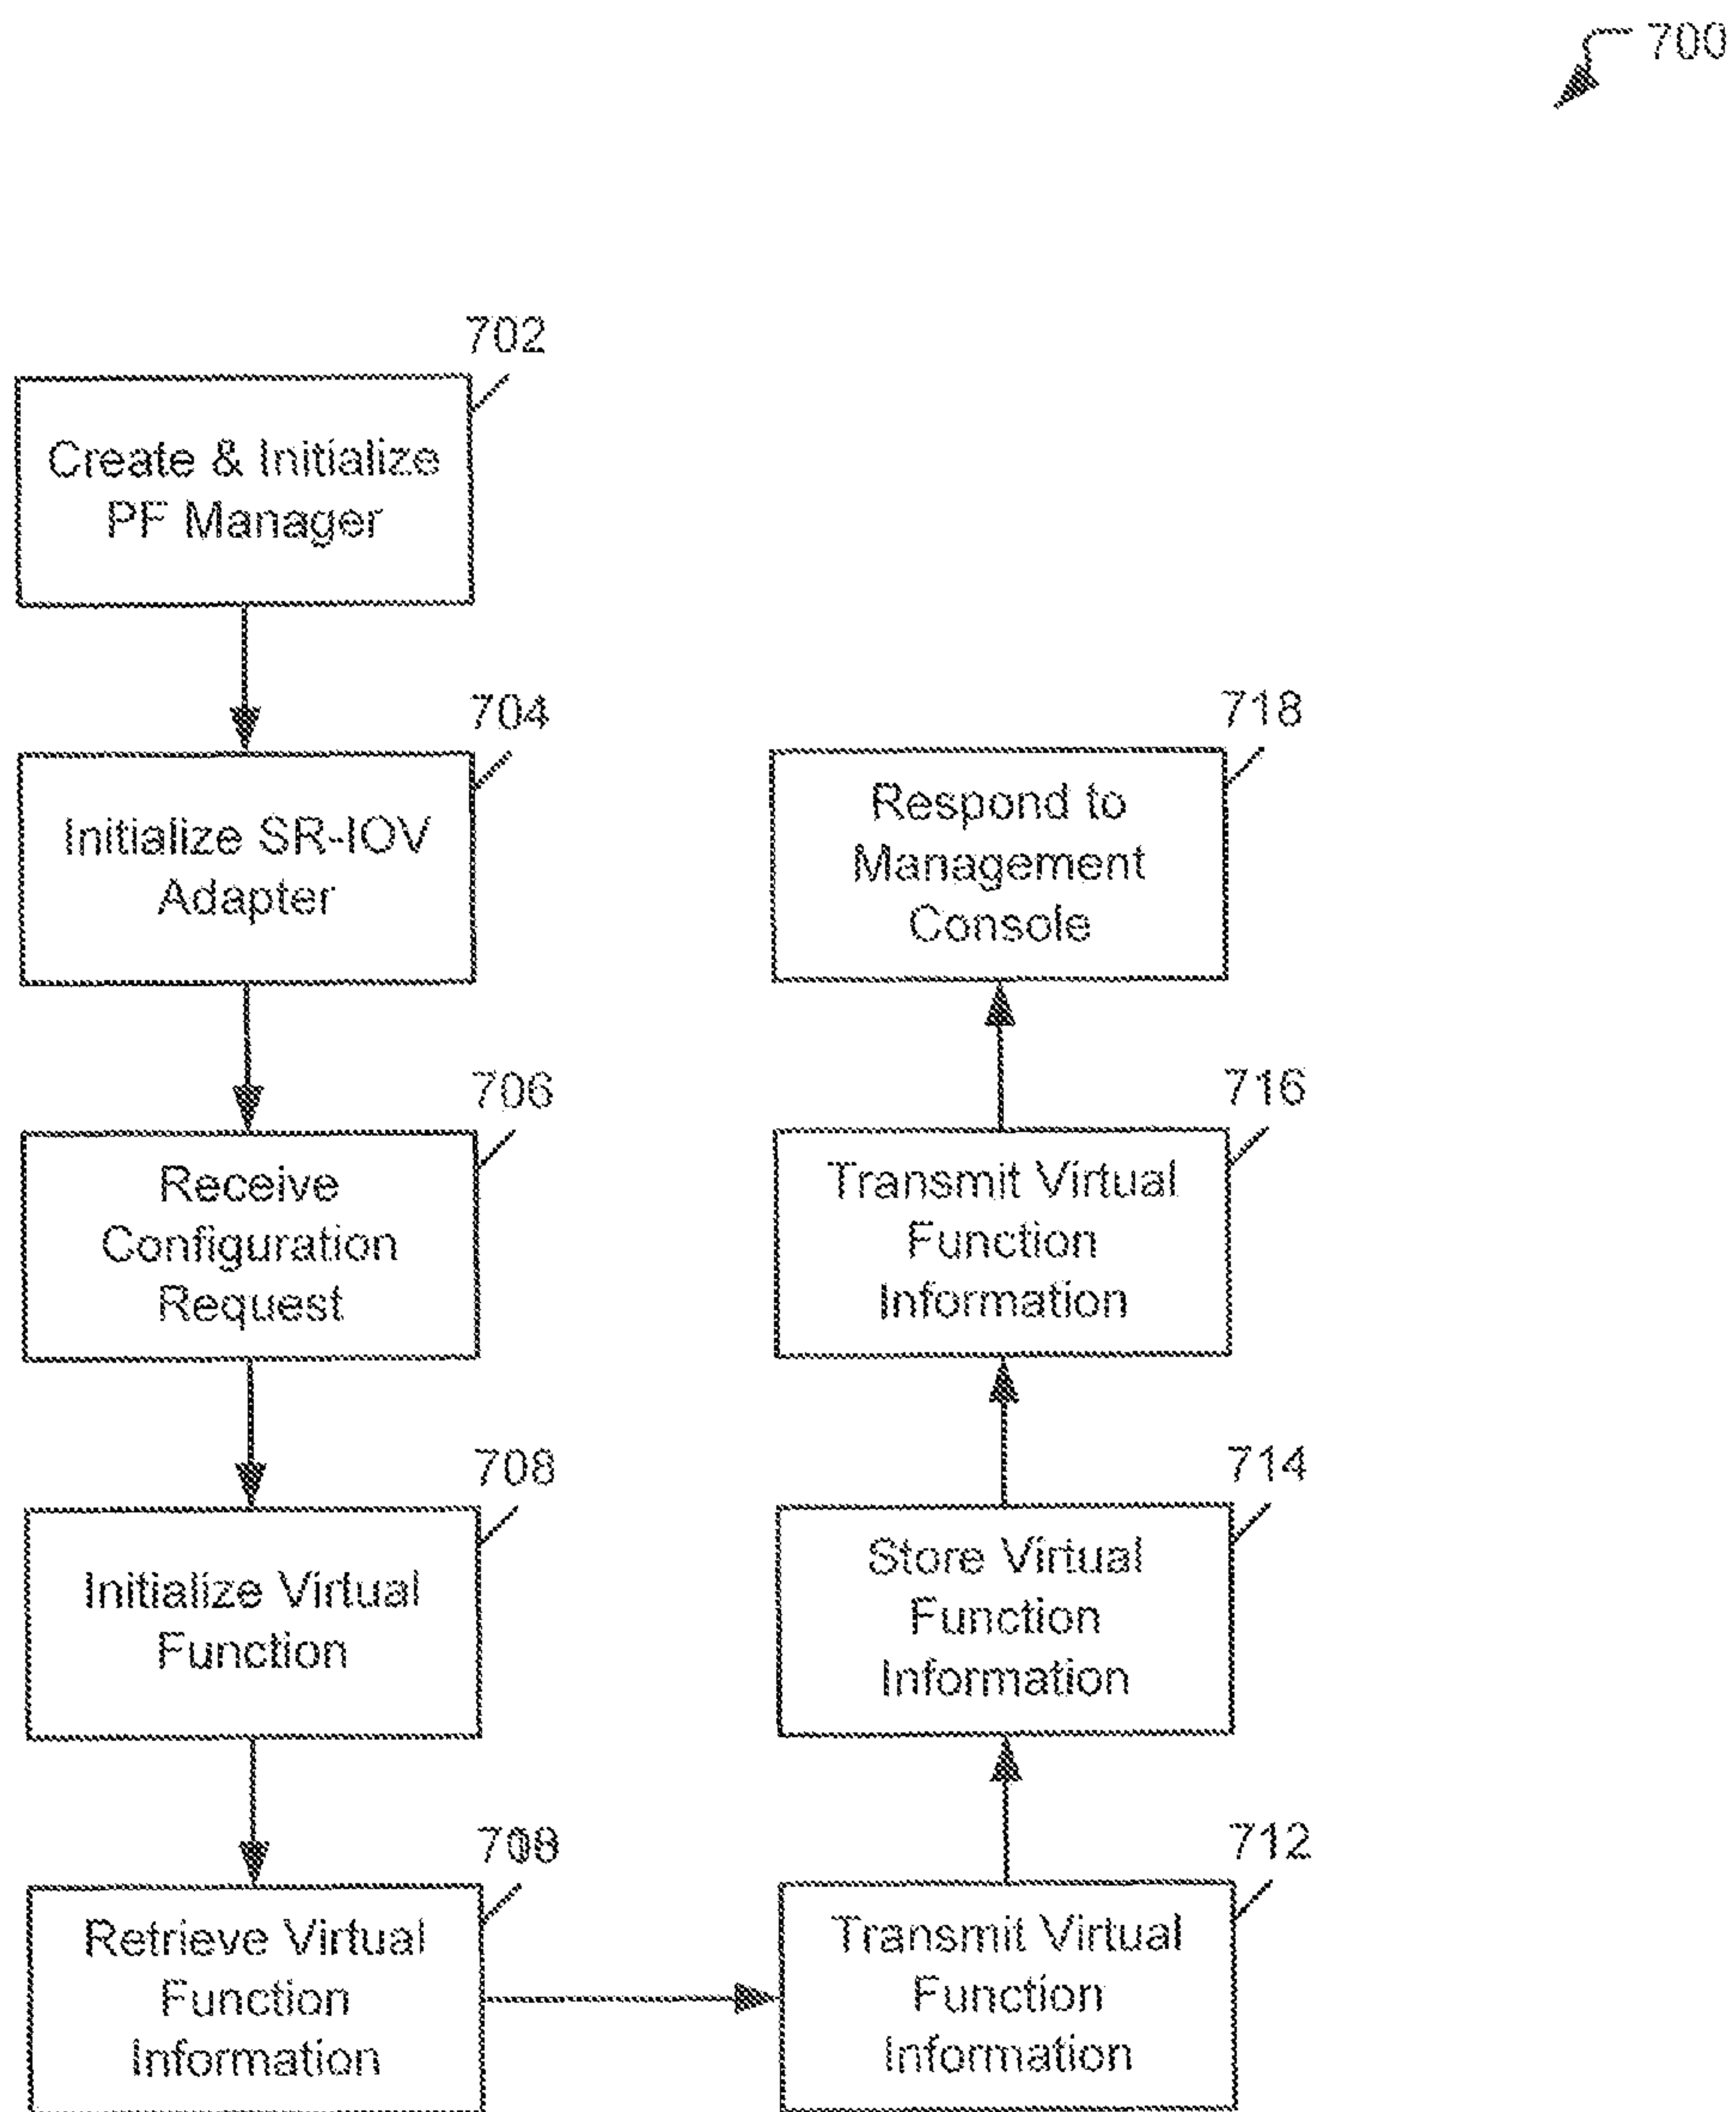 700
702
Create & Initialize
PF Manager
704
Initialize SR-IOV
Adapter
706
Receive
Configuration
Request
708
Initialize Virtual
Function
Retrieve Virtual
Function
Information
712
Transmit Virtual
Function
Information
714
Store Virtual
Function
Information
716
Transmit Virtual
Function
Information
718
Respond to
Management
Console